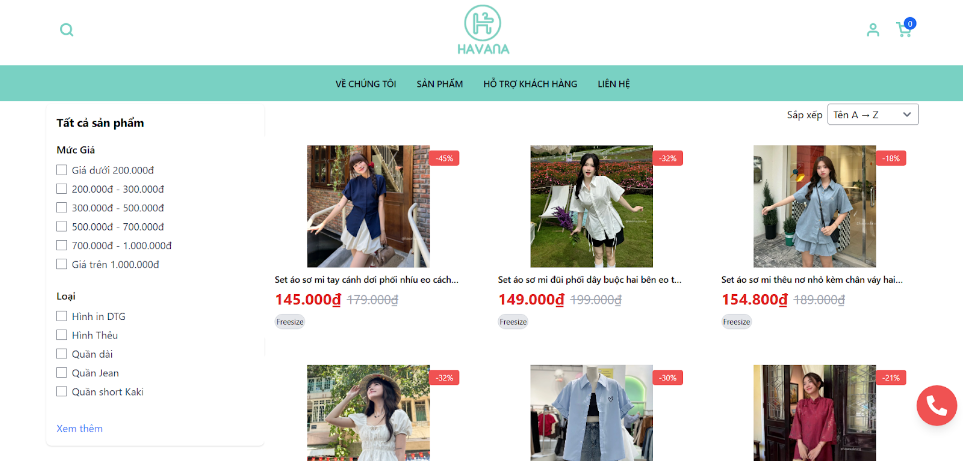 HAVANA
0
VỀ CHÚNG TÔI SẢN PHẨM HỖ TRỢ KHÁCH HÀNG LIÊN HỆ
Tất cả sản phẩm
Sắp xếp Tên A → Z
Mức Giá
Giá dưới 200.000đ
200.000đ - 300.000đ
300.000đ - 500.000đ
500.000đ - 700.000đ
700.000đ - 1.000.000đ
Giá trên 1.000.000đ
Loại
Hình in DTG
Hình Thêu
Quần dài
Quần Jean
Quần short Kaki
Xem thêm
-45% -32% -18%
Set áo sơ mi tay cánh dơi phối nhíu eo cách... Set áo sơ mi đũi phối dây buộc hai bên eo t... Set áo sơ mi thêu nơ nhỏ kèm chân váy hai...
145.000₫ 179.000₫ 149.000₫ 199.000₫ 154.800₫ 189.000₫
Freesize Freesize Freesize
-32% -30% -21%